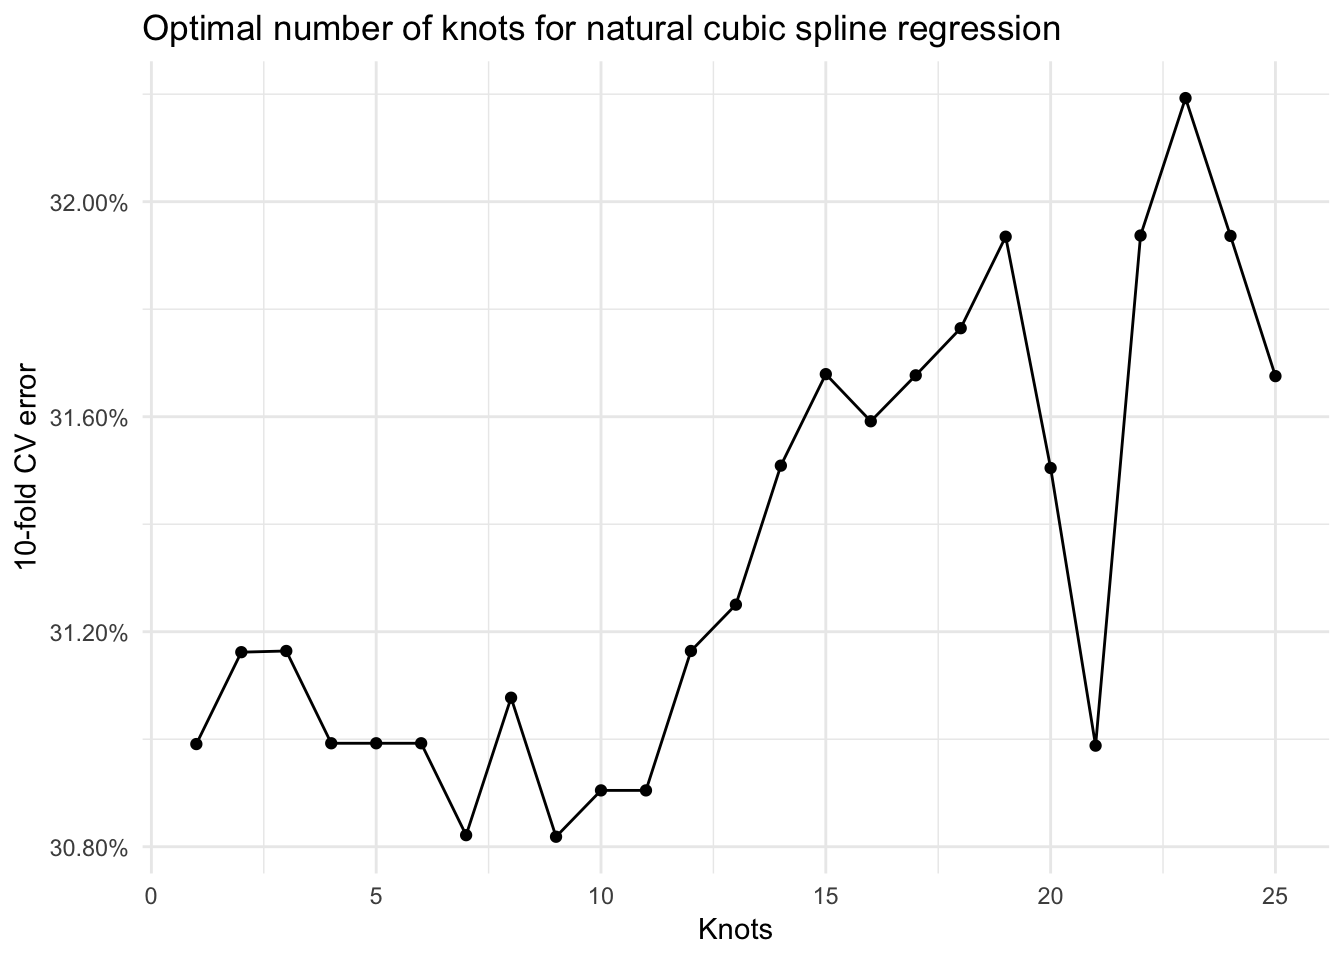 Optimal number of knots for natural cubic spline regression
10-fold CV error
32.00%
31.60%
31.20%
30.80%
0 5 10 15 20 25
Knots